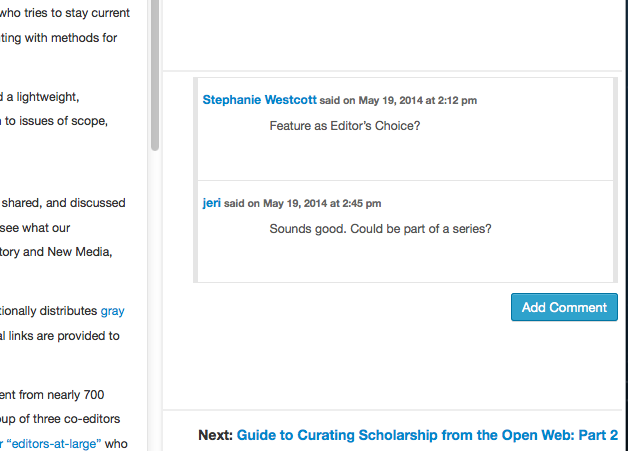 who tries to stay current
ting with methods for
d a lightweight,
to issues of scope,
shared, and discussed
see what our
tory and New Media,
tionally distributes gray
al links are provided to
ent from nearly 700
oup of three co-editors
r “editors-at-large” who
Stephanie Westcott said on May 19, 2014 at 2:12 pm
Feature as Editor’s Choice?
jeri said on May 19, 2014 at 2:45 pm
Sounds good. Could be part of a series?
Add Comment
Next: Guide to Curating Scholarship from the Open Web: Part 2